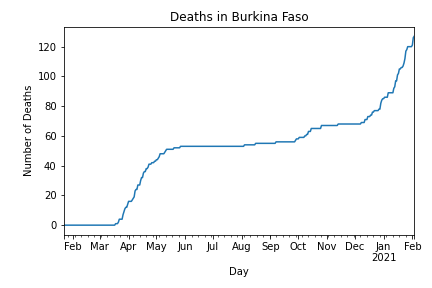 Deaths in Burkina Faso
Number of Deaths
120
100
80
60
40
20
0
Feb Mar Apr May Jun Jul Aug Sep Oct Nov Dec Jan Feb
2021
Day